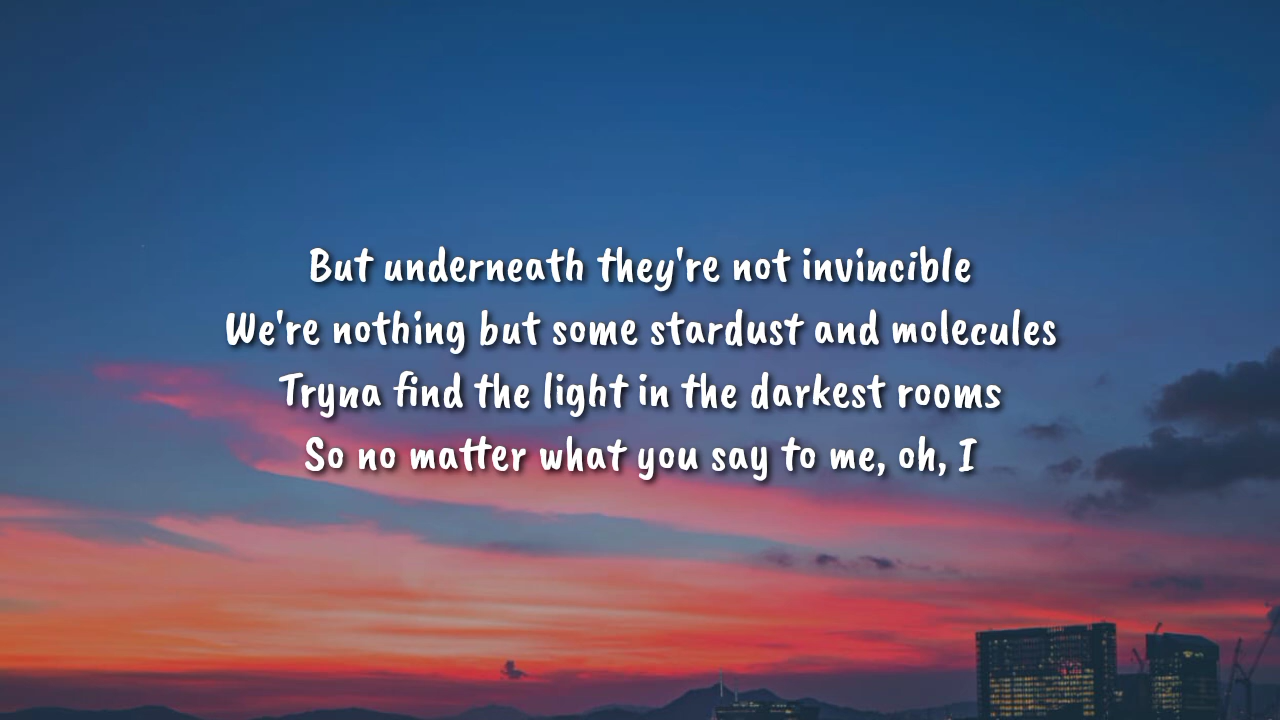 But underneath they're not invincible
We're nothing but some stardust and molecules
Tryna find the light in the darkest rooms
So no matter what you say to me, oh, I